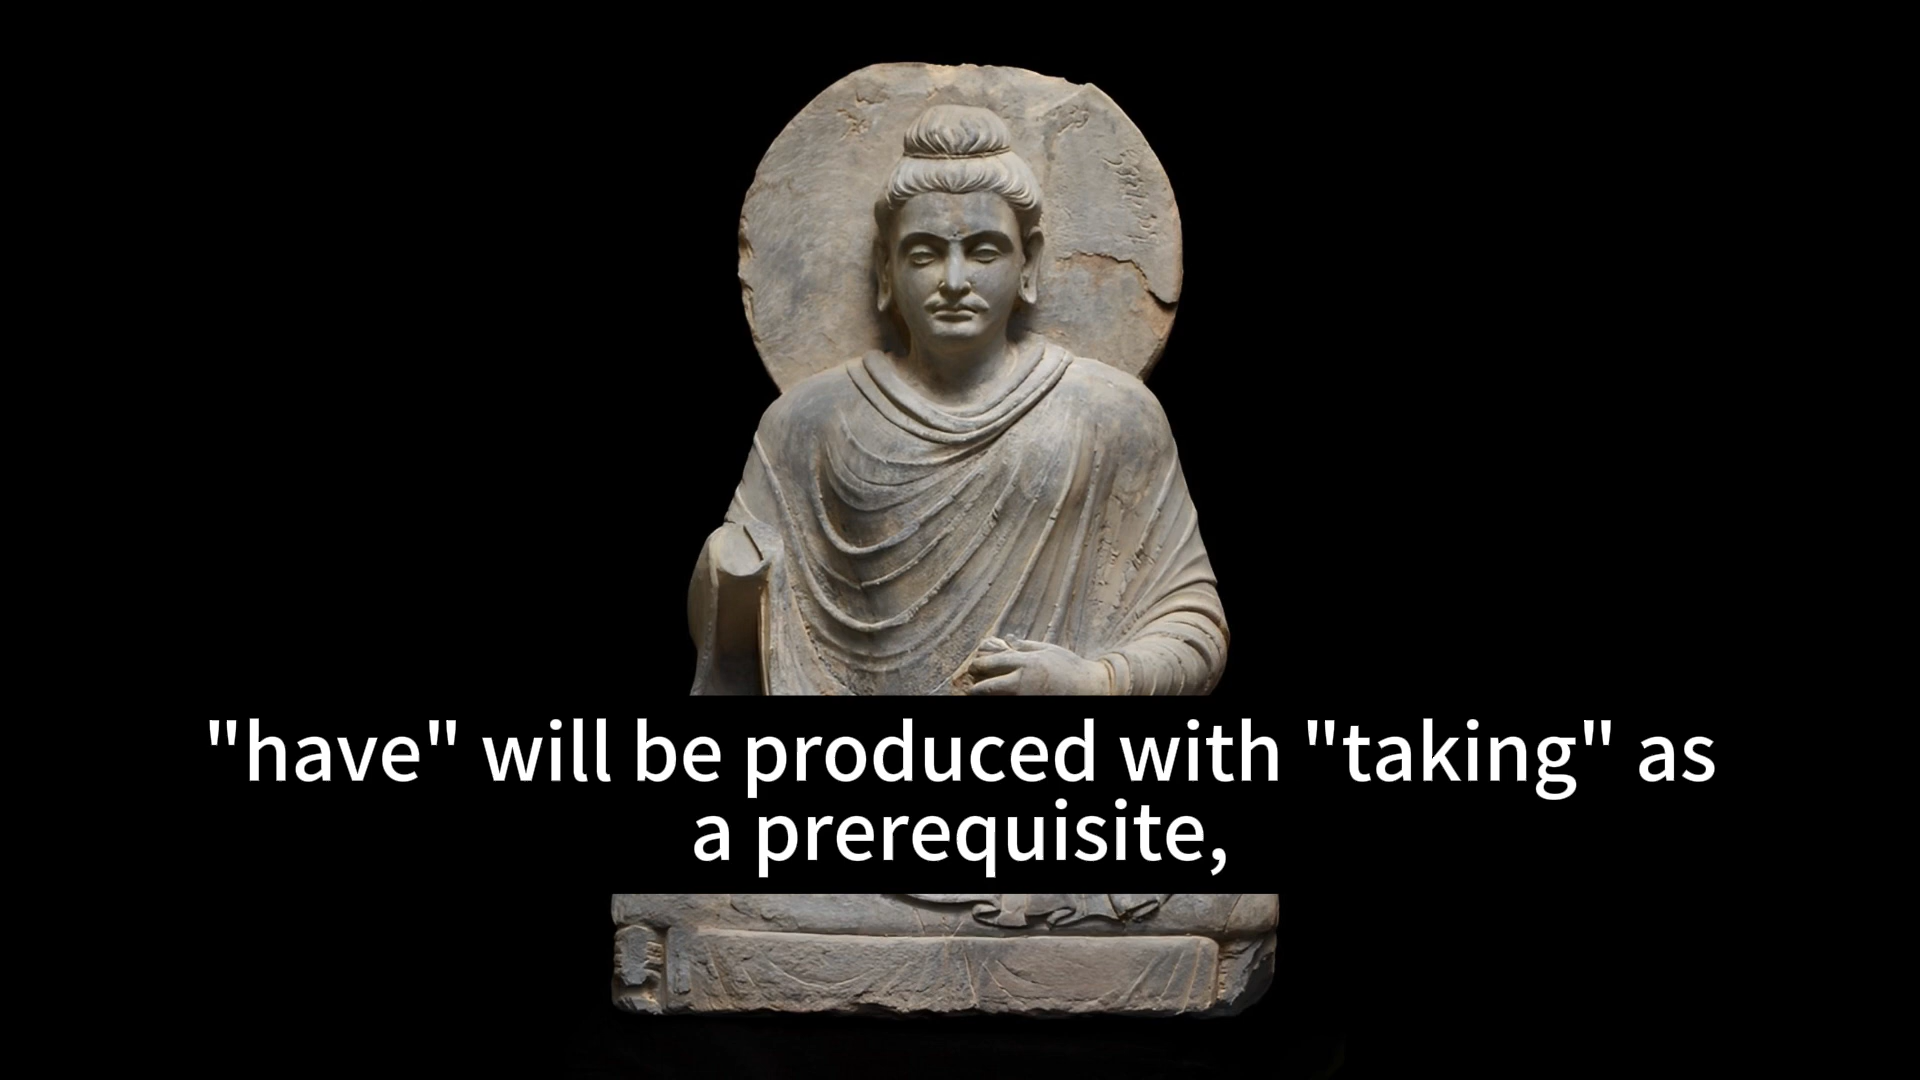 "have" will be produced with "taking" as
a prerequisite,